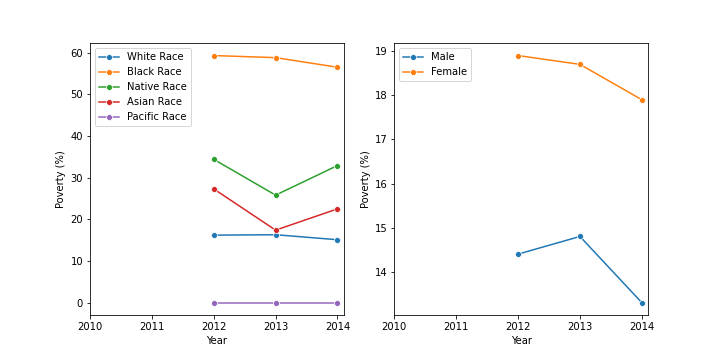 White Race
Black Race
Native Race
Asian Race
Pacific Race
60
50
40
30
20
10
0
Poverty (%)
2010 2011 2012 2013 2014
Year
Male
Female
19
18
17
16
15
14
Poverty (%)
2010 2011 2012 2013 2014
Year